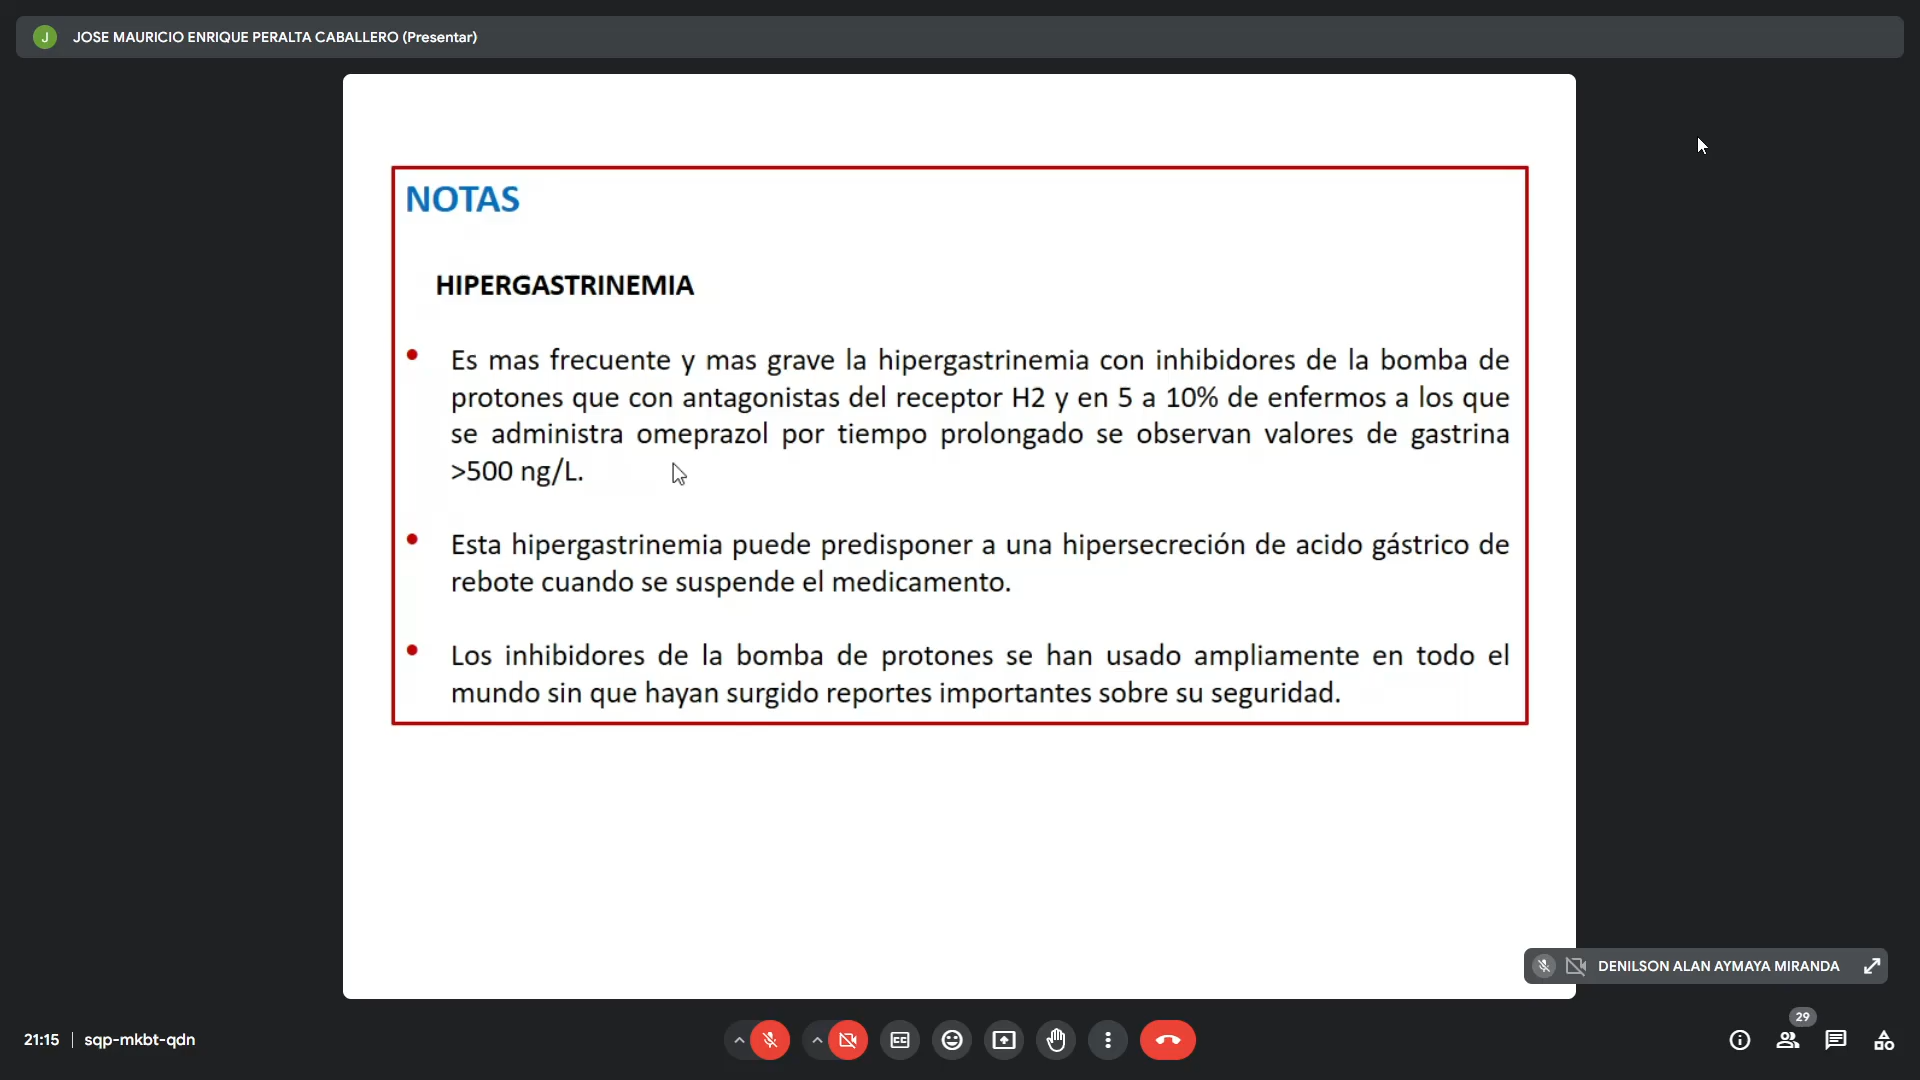 J JOSE MAURICIO ENRIQUE PERALTA CABALLERO (Presentar)
NOTAS
HIPERGASTRINEMIA
• Es mas frecuente y mas grave la hipergastrinemia con inhibidores de la bomba de
protones que con antagonistas del receptor H2 y en 5 a 10% de enfermos a los que
se administra omeprazol por tiempo prolongado se observan valores de gastrina
>500 ng/L.
• Esta hipergastrinemia puede predisponer a una hipersecreción de acido gástrico de
rebote cuando se suspende el medicamento.
• Los inhibidores de la bomba de protones se han usado ampliamente en todo el
mundo sin que hayan surgido reportes importantes sobre su seguridad.
DENILSON ALAN AYMAYA MIRANDA
21:15 | sqp-mkbt-qdn
CC
29